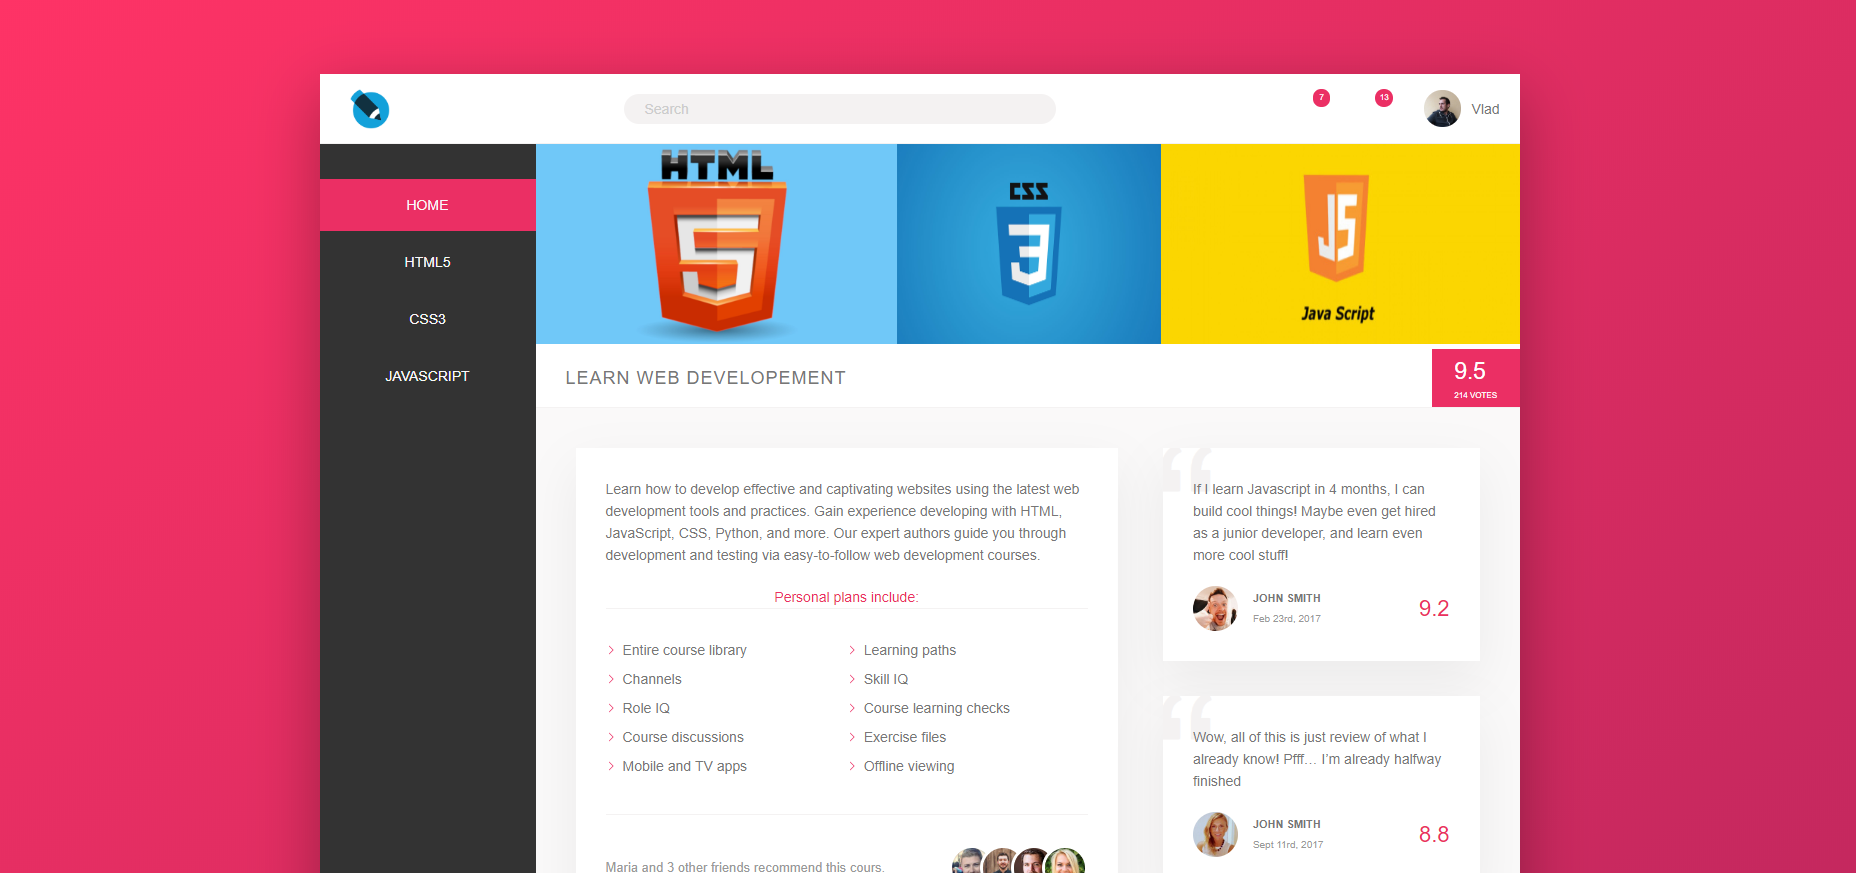 Search
7
13
Vlad
HOME
HTML5
CSS3
JAVASCRIPT
HTML
5
CSS
3
JS
Java Script
LEARN WEB DEVELOPEMENT
9.5
214 VOTES
Learn how to develop effective and captivating websites using the latest web
development tools and practices. Gain experience developing with HTML,
JavaScript, CSS, Python, and more. Our expert authors guide you through
development and testing via easy-to-follow web development courses.
Personal plans include:
Entire course library
Channels
Role IQ
Course discussions
Mobile and TV apps
Learning paths
Skill IQ
Course learning checks
Exercise files
Offline viewing
Maria and 3 other friends recommend this cours.
“
If I learn Javascript in 4 months, I can
build cool things! Maybe even get hired
as a junior developer, and learn even
more cool stuff!
JOHN SMITH
Feb 23rd, 2017
9.2
“
Wow, all of this is just review of what I
already know! Pfff… I’m already halfway
finished
JOHN SMITH
Sept 11rd, 2017
8.8